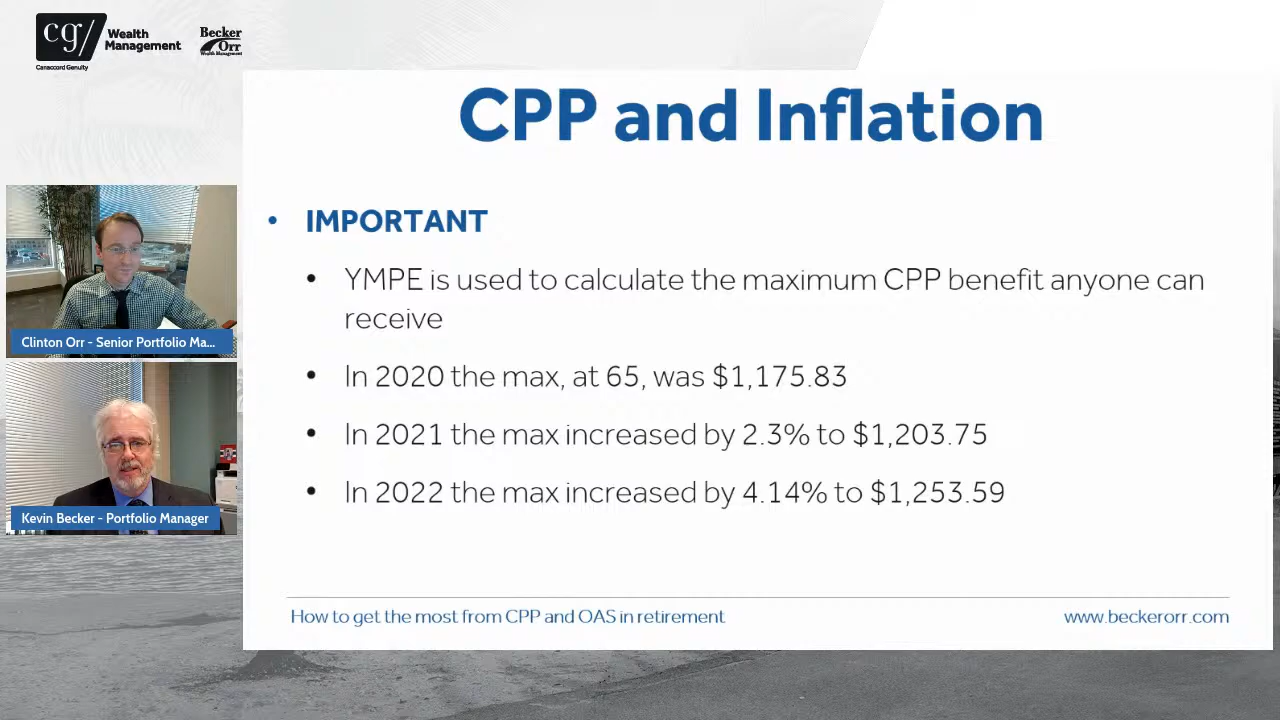 cg/ Wealth
Management
Canaccord Genuity
Becker
Orr
Wealth Management
CPP and Inflation
• IMPORTANT
• YMPE is used to calculate the maximum CPP benefit anyone can
receive
• In 2020 the max, at 65, was $1,175.83
• In 2021 the max increased by 2.3% to $1,203.75
• In 2022 the max increased by 4.14% to $1,253.59
Clinton Orr - Senior Portfolio Ma...
Kevin Becker - Portfolio Manager
How to get the most from CPP and OAS in retirement
www.beckerorr.com